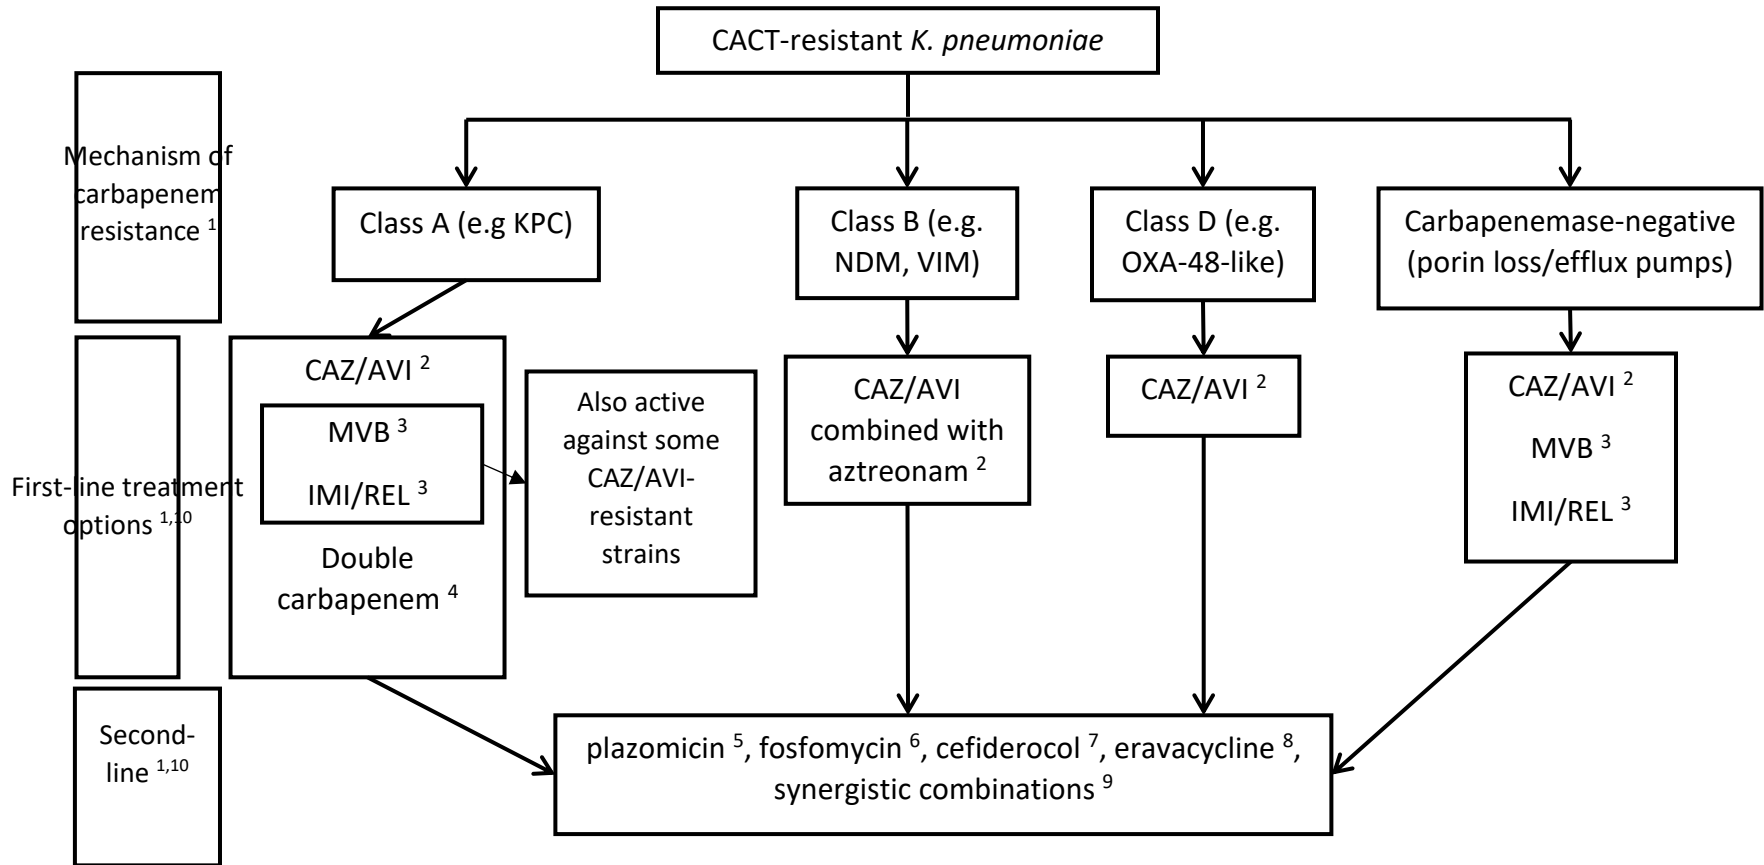 CACT-resistant K. pneumoniae
Mechanism of
carbapenem
resistance 1
Class A (e.g KPC)
Class B (e.g.
NDM, VIM)
Class D (e.g.
OXA-48-like)
Carbapenemase-negative
(porin loss/efflux pumps)
First-line treatment
options 1,10
CAZ/AVI 2
MVB 3
IMI/REL 3
Double
carbapenem 4
Also active
against some
CAZ/AVI-
resistant
strains
CAZ/AVI
combined with
aztreonam 2
CAZ/AVI 2
CAZ/AVI 2
MVB 3
IMI/REL 3
Second-
line 1,10
plazomicin 5, fosfomycin 6, cefiderocol 7, eravacycline 8,
synergistic combinations 9